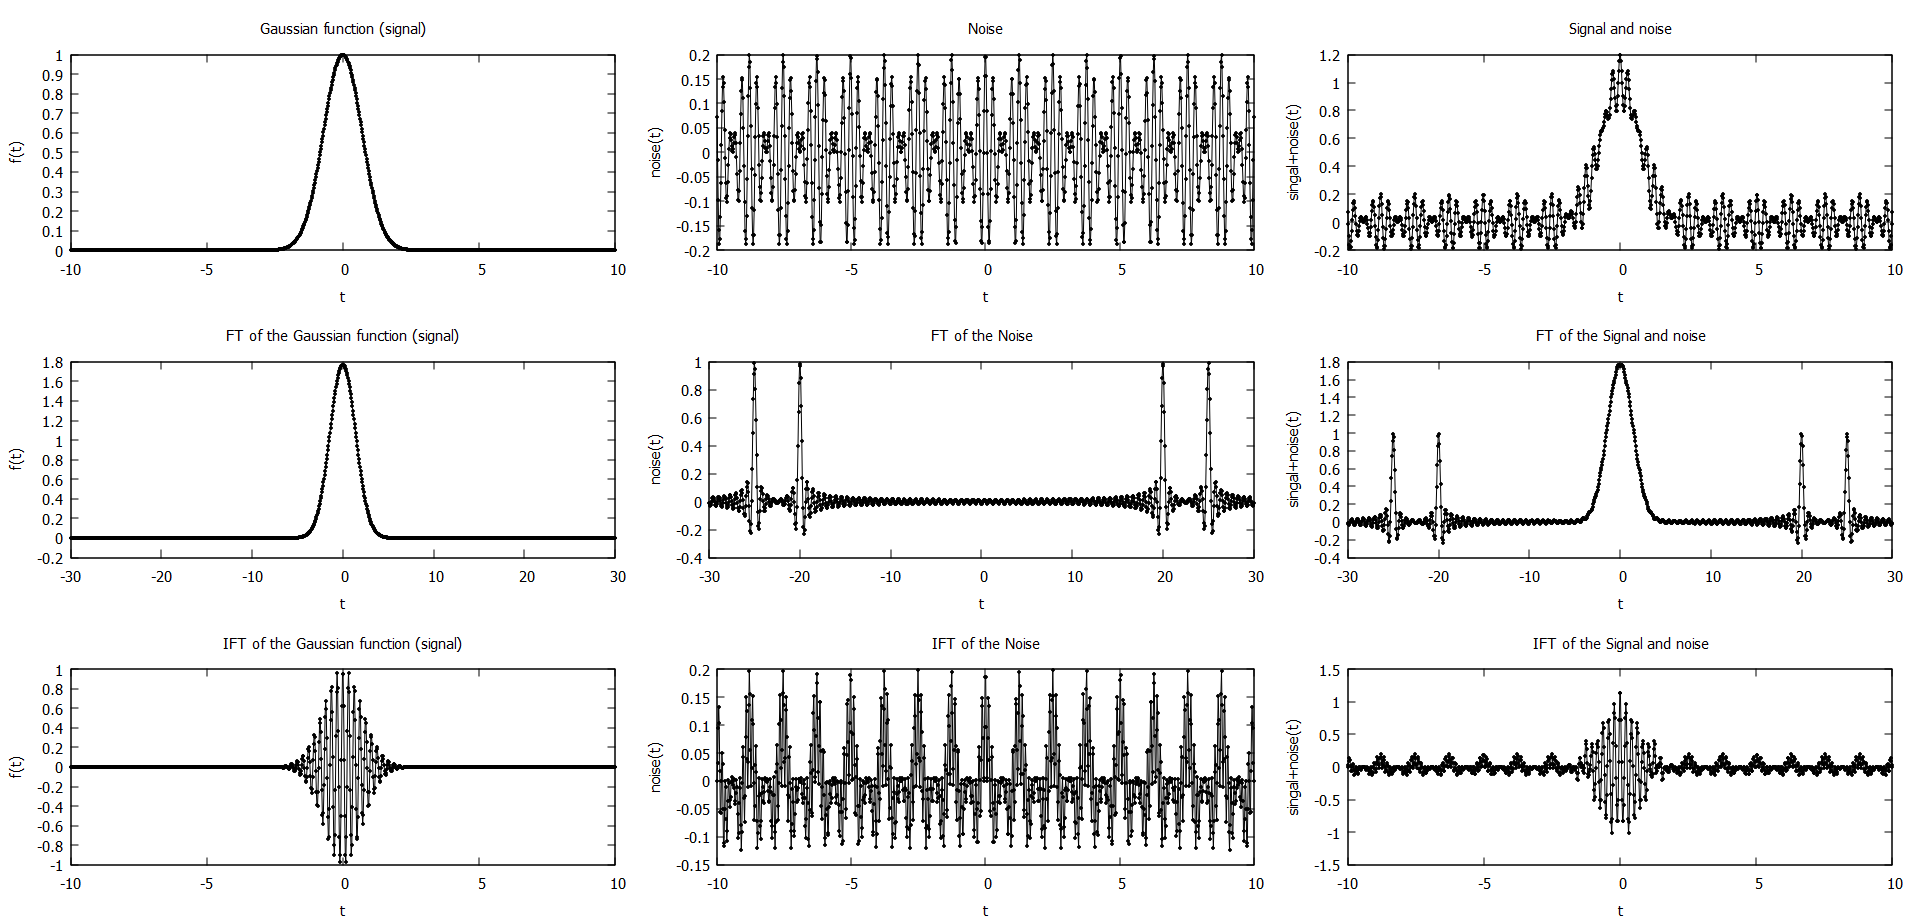 Gaussian function (signal)
1
0.9
0.8
0.7
0.6
0.5
0.4
0.3
0.2
0.1
0
f(t)
-10 -5 0 5 10
t
Noise
0.2
0.15
0.1
0.05
0
-0.05
-0.1
-0.15
-0.2
noise(t)
-10 -5 0 5 10
t
Signal and noise
1.2
1
0.8
0.6
0.4
0.2
0
-0.2
singal+noise(t)
-10 -5 0 5 10
t
FT of the Gaussian function (signal)
1.8
1.6
1.4
1.2
1
0.8
0.6
0.4
0.2
0
-0.2
f(t)
-30 -20 -10 0 10 20 30
t
FT of the Noise
1
0.8
0.6
0.4
0.2
0
-0.2
-0.4
noise(t)
-30 -20 -10 0 10 20 30
t
FT of the Signal and noise
1.8
1.6
1.4
1.2
1
0.8
0.6
0.4
0.2
0
-0.2
-0.4
singal+noise(t)
-30 -20 -10 0 10 20 30
t
IFT of the Gaussian function (signal)
1
0.8
0.6
0.4
0.2
0
-0.2
-0.4
-0.6
-0.8
-1
f(t)
-10 -5 0 5 10
t
IFT of the Noise
0.2
0.15
0.1
0.05
0
-0.05
-0.1
-0.15
noise(t)
-10 -5 0 5 10
t
IFT of the Signal and noise
1.5
1
0.5
0
-0.5
-1
-1.5
singal+noise(t)
-10 -5 0 5 10
t